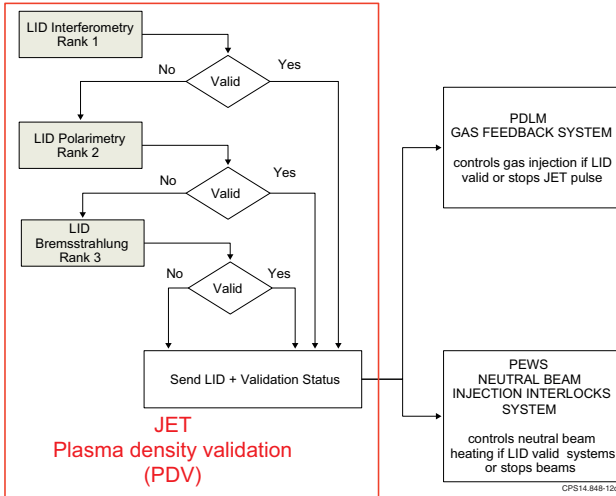 LID Interferometry
Rank 1
No
Yes
Valid
LID Polarimetry
Rank 2
No
Yes
Valid
LID
Bremsstrahlung
Rank 3
No
Yes
Valid
Send LID + Validation Status
JET
Plasma density validation
(PDV)
PDLM
GAS FEEDBACK SYSTEM
controls gas injection if LID
valid or stops JET pulse
PEWS
NEUTRAL BEAM
INJECTION INTERLOCKS
SYSTEM
controls neutral beam
heating if LID valid systems
or stops beams